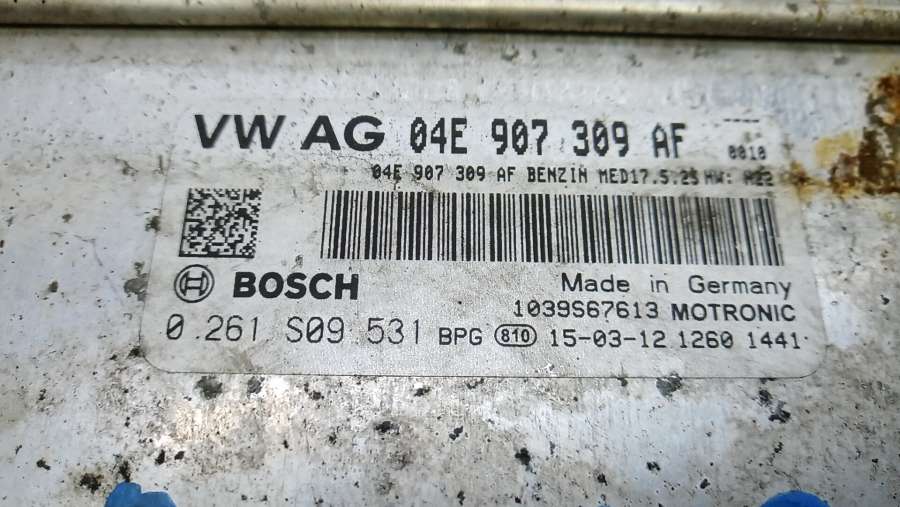 VW AG 04E 907 309 AF
0010
04E 907 309 AF BENZIN MED17.5.25 HW: H22
BOSCH
Made in Germany
1039S67613 MOTRONIC
0 261 S09 531 BPG 810 15-03-12 1260 1441